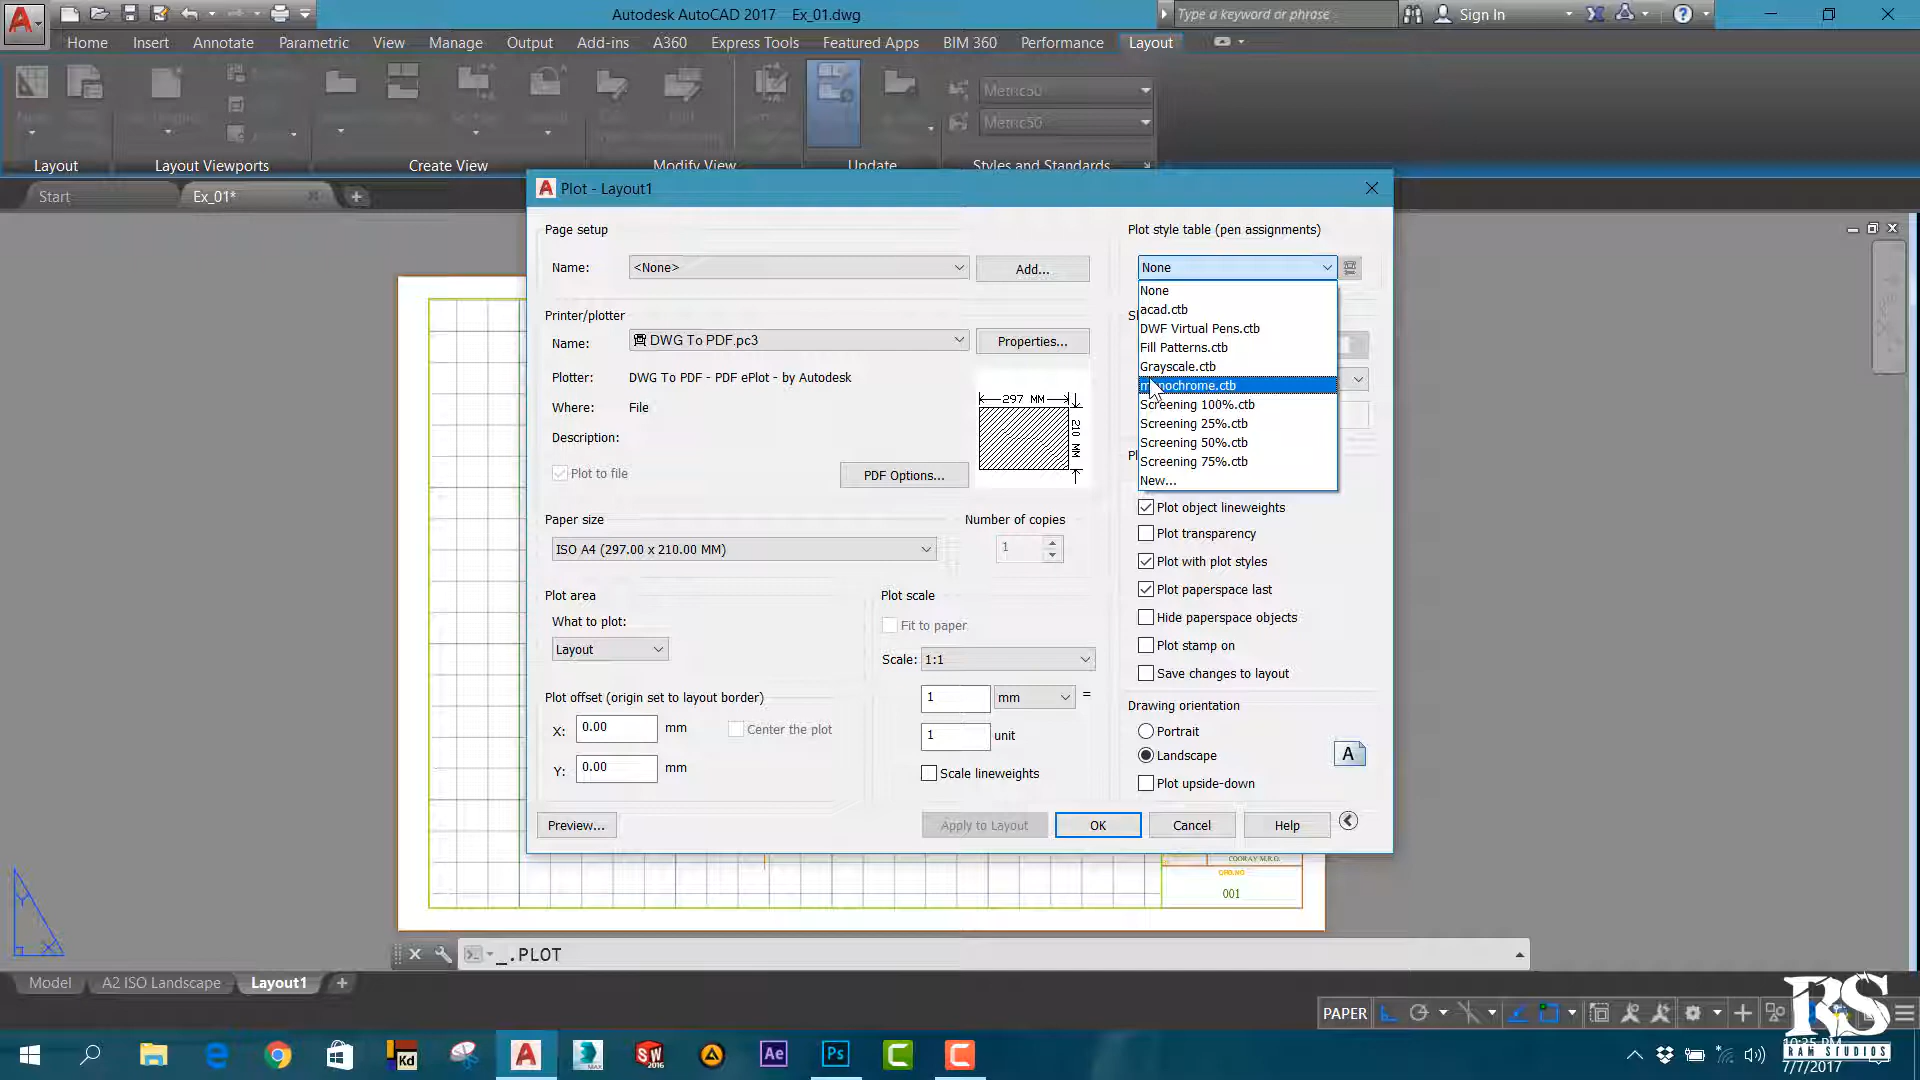 Autodesk AutoCAD 2017 Ex_01.dwg
Type a keyword or phrase
Sign In
Home Insert Annotate Parametric View Manage Output Add-ins A360 Express Tools Featured Apps BIM 360 Performance Layout
Metric50
Metric50
Layout Layout Viewports Create View Modify View Update Styles and Standards
Start Ex_01*
Plot - Layout1
Page setup
Name: <None> Add...
Printer/plotter
Name: DWG To PDF.pc3 Properties...
Plotter: DWG To PDF - PDF ePlot - by Autodesk
Where: File
Description:
Plot to file
PDF Options...
297 MM
210 MM
Paper size
ISO A4 (297.00 x 210.00 MM)
Number of copies
1
Plot area
What to plot:
Layout
Plot scale
Fit to paper
Scale: 1:1
1 mm =
1 unit
Scale lineweights
Plot offset (origin set to layout border)
X: 0.00 mm
Center the plot
Y: 0.00 mm
Plot style table (pen assignments)
None
None
acad.ctb
DWF Virtual Pens.ctb
Fill Patterns.ctb
Grayscale.ctb
monochrome.ctb
Screening 100%.ctb
Screening 25%.ctb
Screening 50%.ctb
Screening 75%.ctb
New...
Plot object lineweights
Plot transparency
Plot with plot styles
Plot paperspace last
Hide paperspace objects
Plot stamp on
Save changes to layout
Drawing orientation
Portrait
Landscape
A
Plot upside-down
Preview... Apply to Layout OK Cancel Help
COORAY M.R.O.
001
_.PLOT
Model A2 ISO Landscape Layout1
PAPER
RS
RAM STUDIOS
7/7/2017